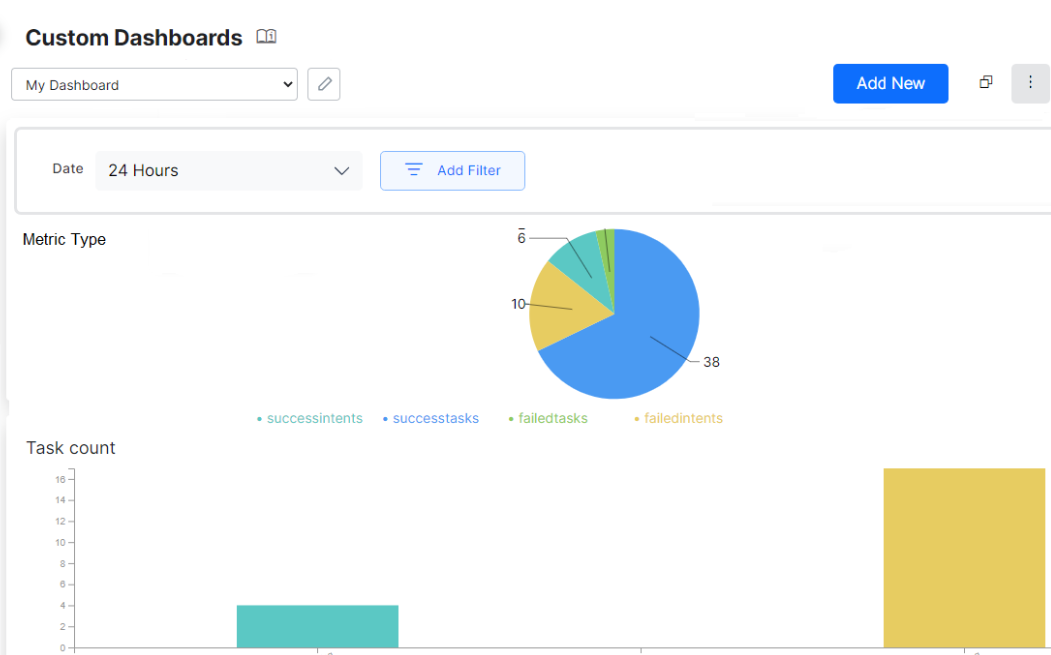 Custom Dashboards
My Dashboard
Add New
Date
24 Hours
Add Filter
Metric Type
6
10
38
successintents
successtasks
failedtasks
failedintents
Task count
16
14
12
10
8
6
4
2
0